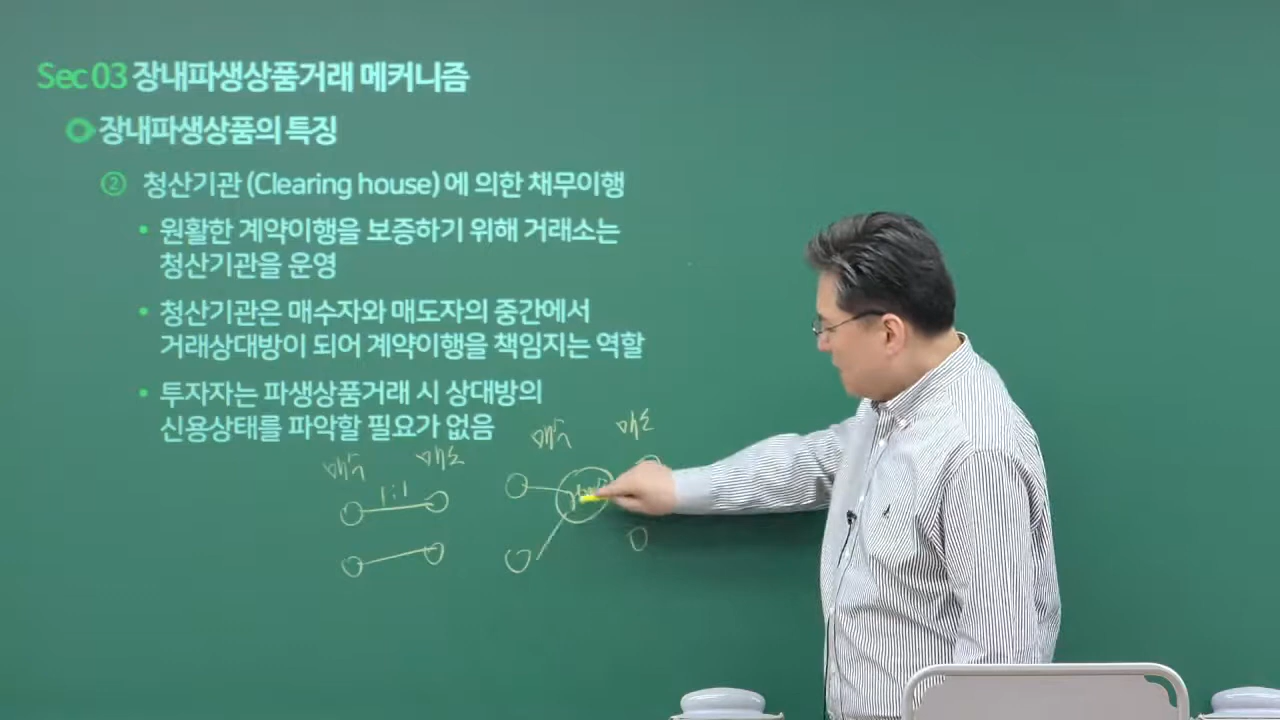 Sec 03 장내파생상품거래 메커니즘
장내파생상품의 특징
② 청산기관 (Clearing house) 에 의한 채무이행
• 원활한 계약이행을 보증하기 위해 거래소는
청산기관을 운영
• 청산기관은 매수자와 매도자의 중간에서
거래상대방이 되어 계약이행을 책임지는 역할
• 투자자는 파생상품거래 시 상대방의
신용상태를 파악할 필요가 없음
매수 매도
매수 매도
1:1